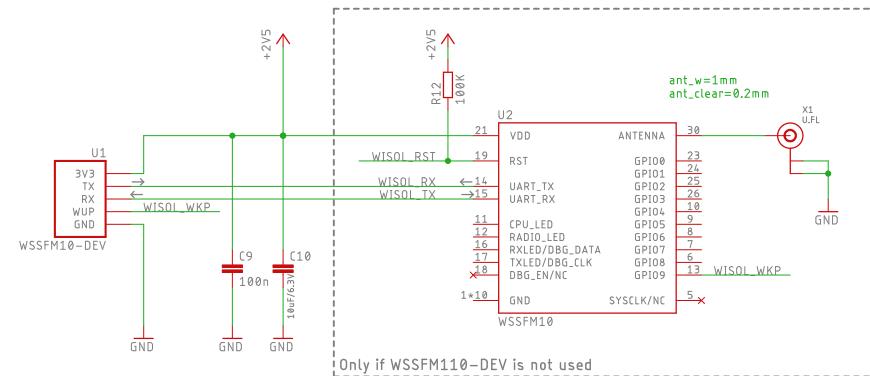 +2V5
+2V5
R12
100K
ant_w=1mm
ant_clear=0.2mm
X1
U.FL
U2
21
VDD
ANTENNA
30
U1
WISOL_RST
19
RST
GPIO0
23
GPIO1
24
3V3
TX
WISOL_RX
14
UART_TX
GPIO2
25
RX
WISOL_TX
15
UART_RX
GPIO3
26
WUP
WISOL_WKP
GPIO4
10
GND
11
CPU_LED
GPIO5
9
GND
WSSFM10-DEV
12
RADIO_LED
GPIO6
8
16
RXLED/DBG_DATA
GPIO7
7
C9
C10
17
TXLED/DBG_CLK
GPIO8
6
100n
10uF/6.3V
18
DBG_EN/NC
GPIO9
13
WISOL_WKP
1*10
GND
SYSCLK/NC
5
WSSFM10
GND
GND
GND
Only if WSSFM110-DEV is not used